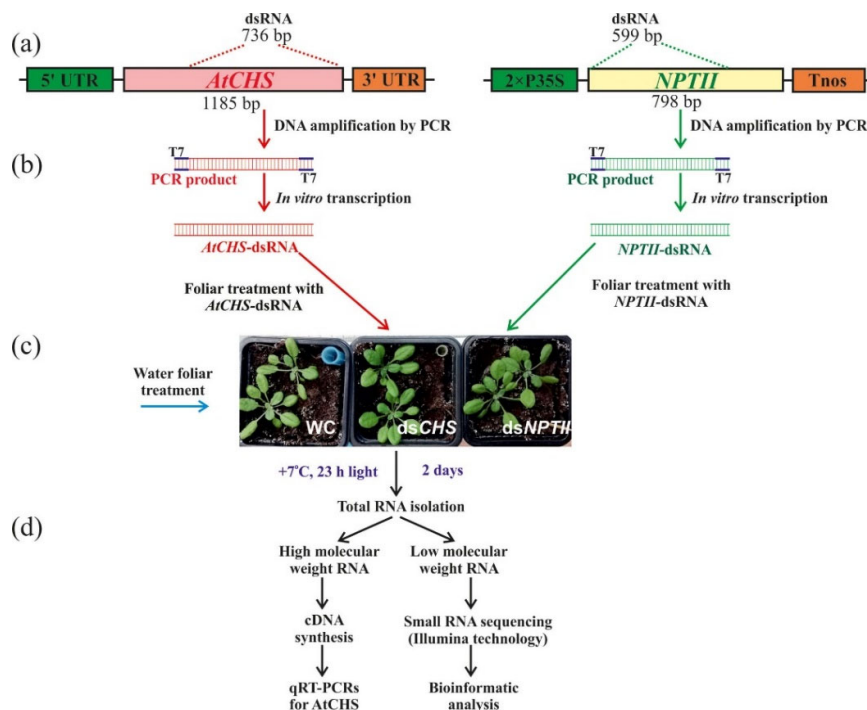 (a)
dsRNA
736 bp
5' UTR
AtCHS
3' UTR
1185 bp
dsRNA
599 bp
2×P35S
NPTII
Tnos
798 bp
DNA amplification by PCR
DNA amplification by PCR
(b)
T7
PCR product
T7
In vitro transcription
AtCHS-dsRNA
T7
PCR product
T7
In vitro transcription
NPTII-dsRNA
Foliar treatment with
AtCHS-dsRNA
Foliar treatment with
NPTII-dsRNA
(c)
Water foliar
treatment
WC
dsCHS
dsNPTII
+7°C, 23 h light
2 days
Total RNA isolation
(d)
High molecular
weight RNA
Low molecular
weight RNA
cDNA
synthesis
Small RNA sequencing
(Illumina technology)
qRT-PCRs
for AtCHS
Bioinformatic
analysis